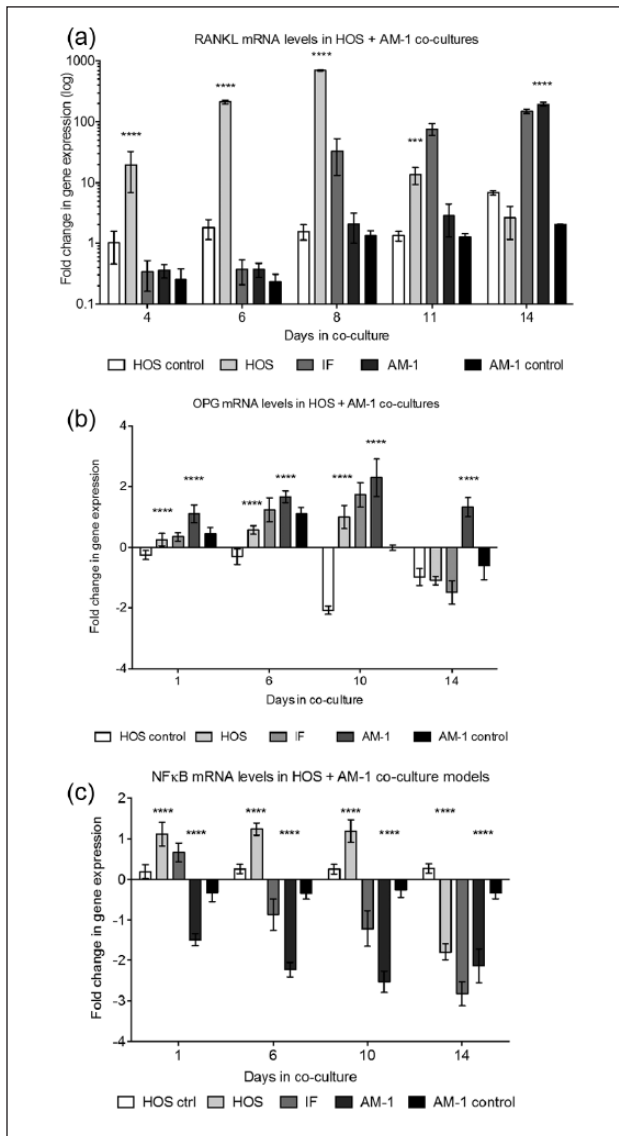 (a)
RANKL mRNA levels in HOS + AM-1 co-cultures
Fold change in gene expression (log)
1000
100
10
1
0.1
**** **** **** *** ****
4 6 8 11 14
Days in co-culture
HOS control HOS IF AM-1 AM-1 control
(b)
OPG mRNA levels in HOS + AM-1 co-cultures
Fold change in gene expression
4
2
0
-2
-4
**** **** **** **** **** **** ****
1 6 10 14
Days in co-culture
HOS control HOS IF AM-1 AM-1 control
(c)
NFκB mRNA levels in HOS + AM-1 co-culture models
Fold change in gene expression
2
1
0
-1
-2
-3
-4
**** **** **** **** **** **** **** ****
1 6 10 14
Days in co-culture
HOS ctrl HOS IF AM-1 AM-1 control